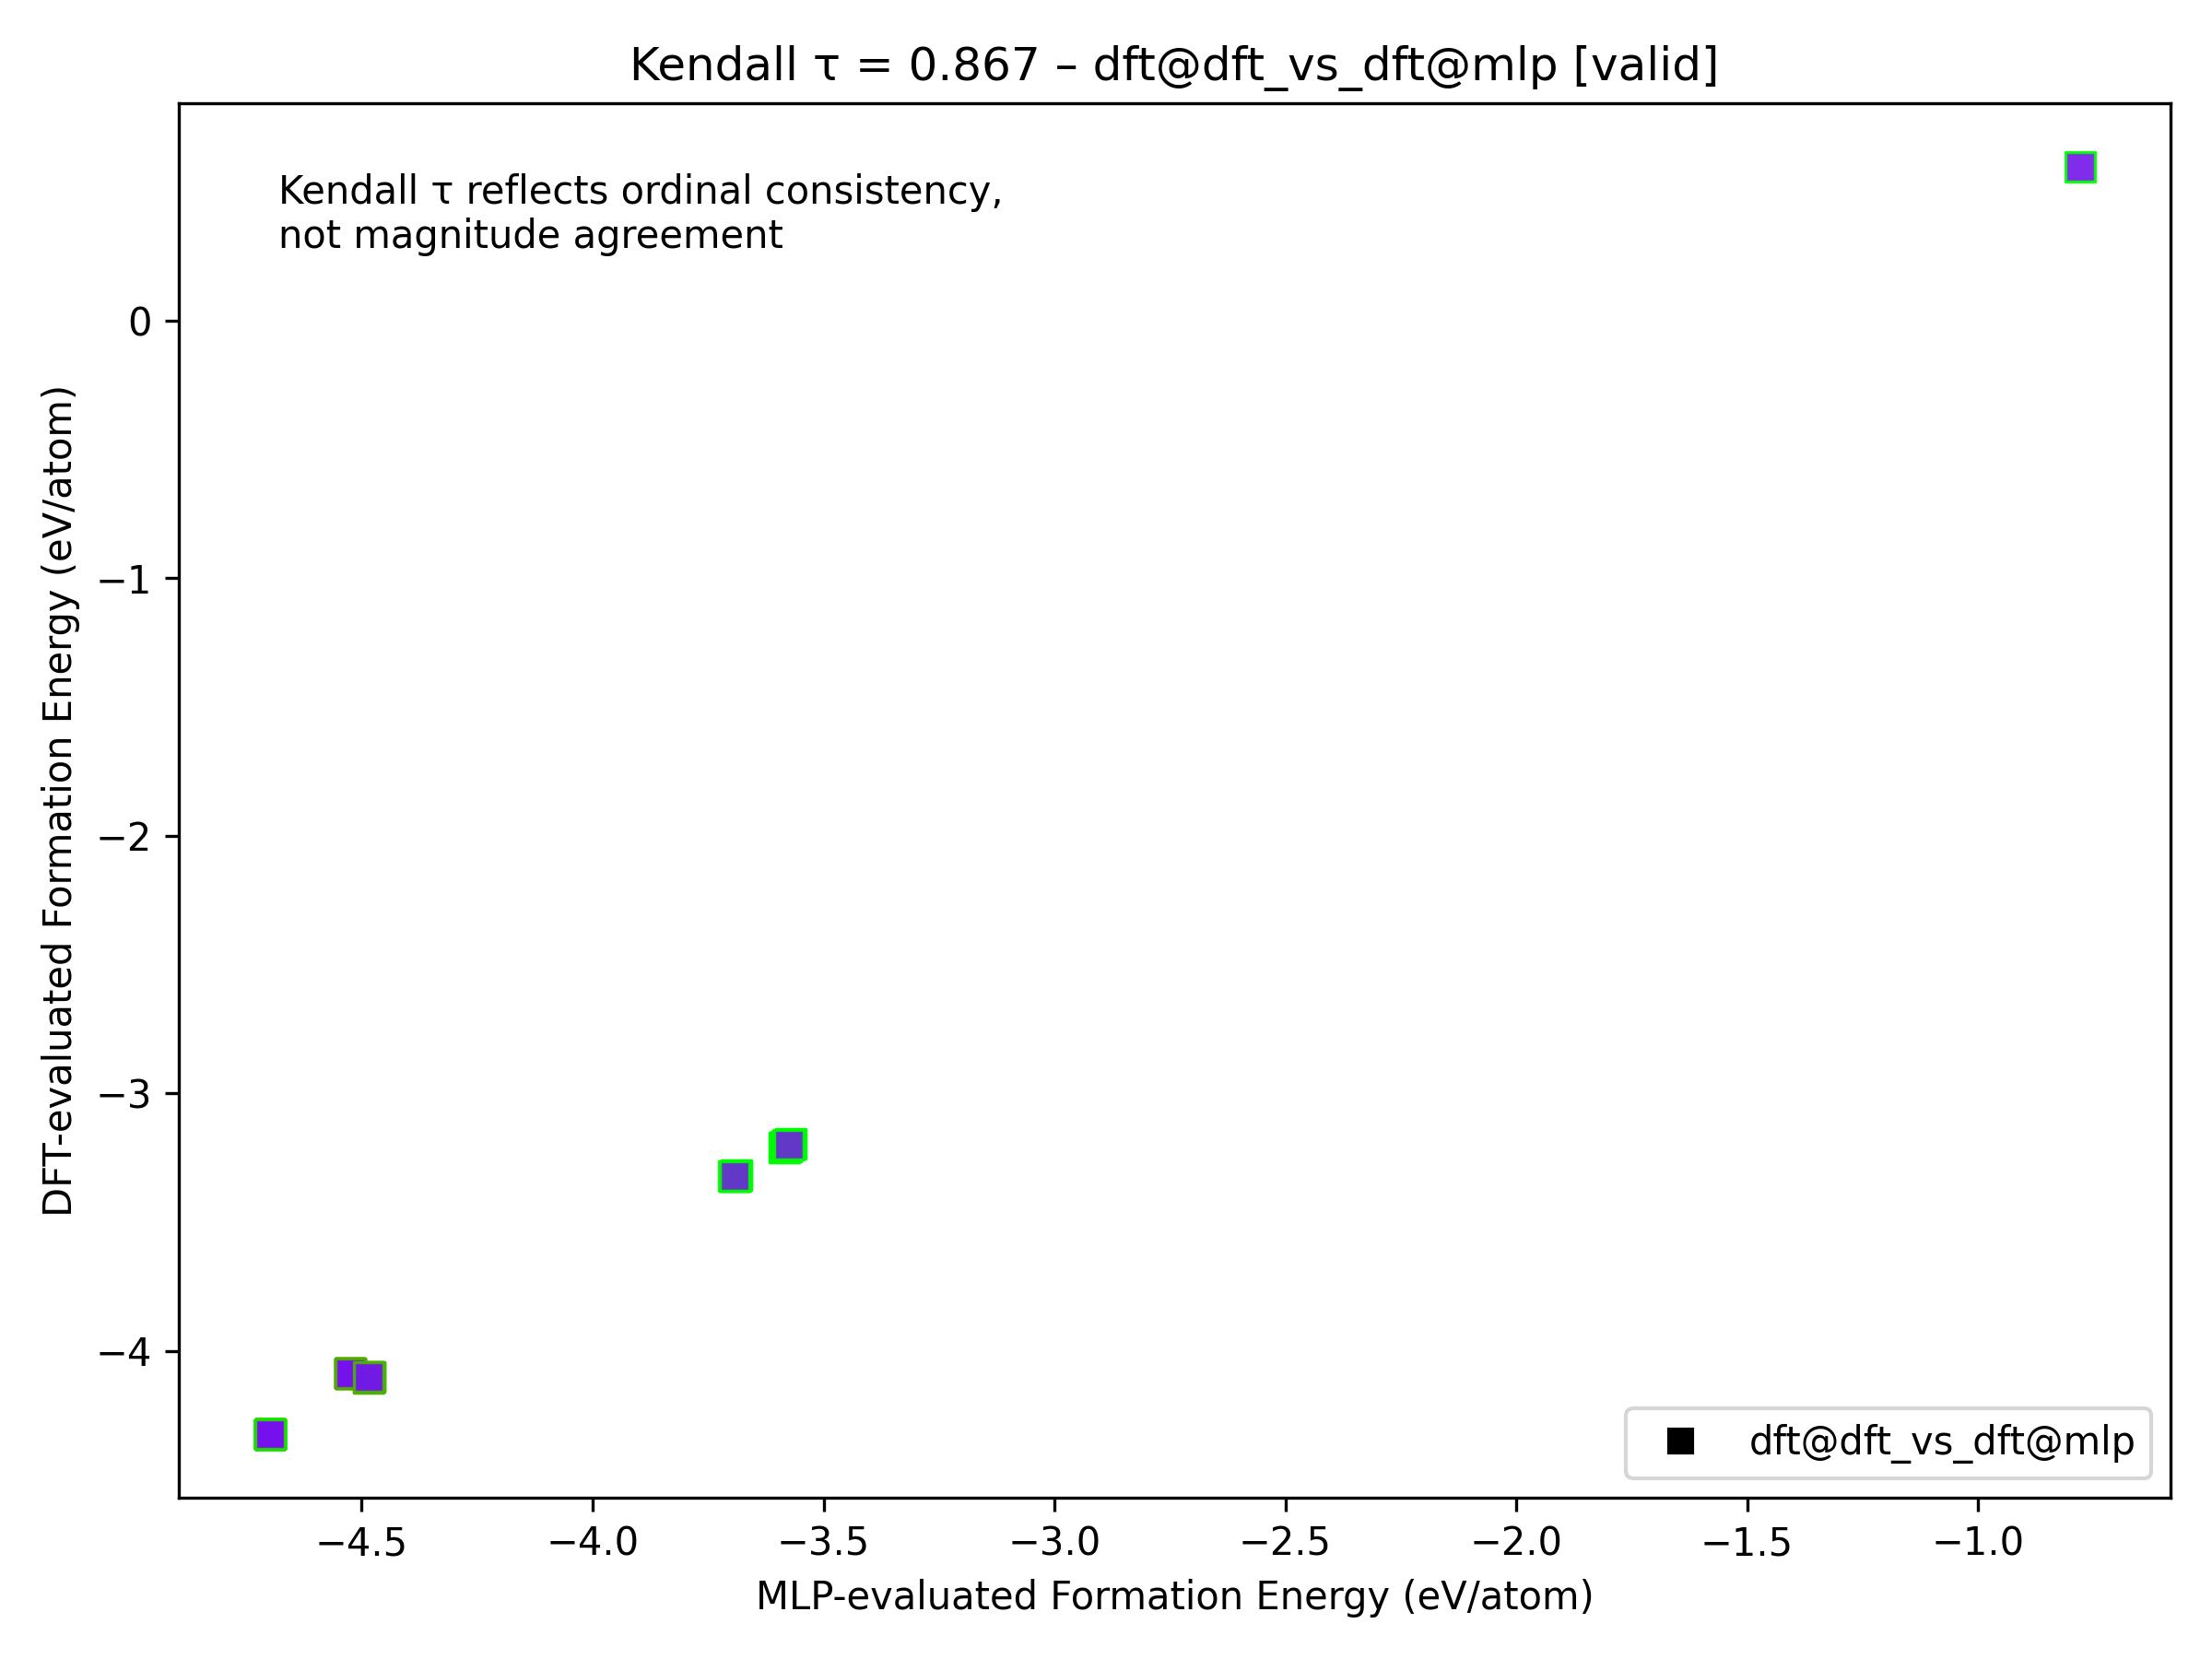 Kendall τ = 0.867 – dft@dft_vs_dft@mlp [valid]
Kendall τ reflects ordinal consistency,
not magnitude agreement
DFT-evaluated Formation Energy (eV/atom)
0
−1
−2
−3
−4
dft@dft_vs_dft@mlp
−4.5 −4.0 −3.5 −3.0 −2.5 −2.0 −1.5 −1.0
MLP-evaluated Formation Energy (eV/atom)